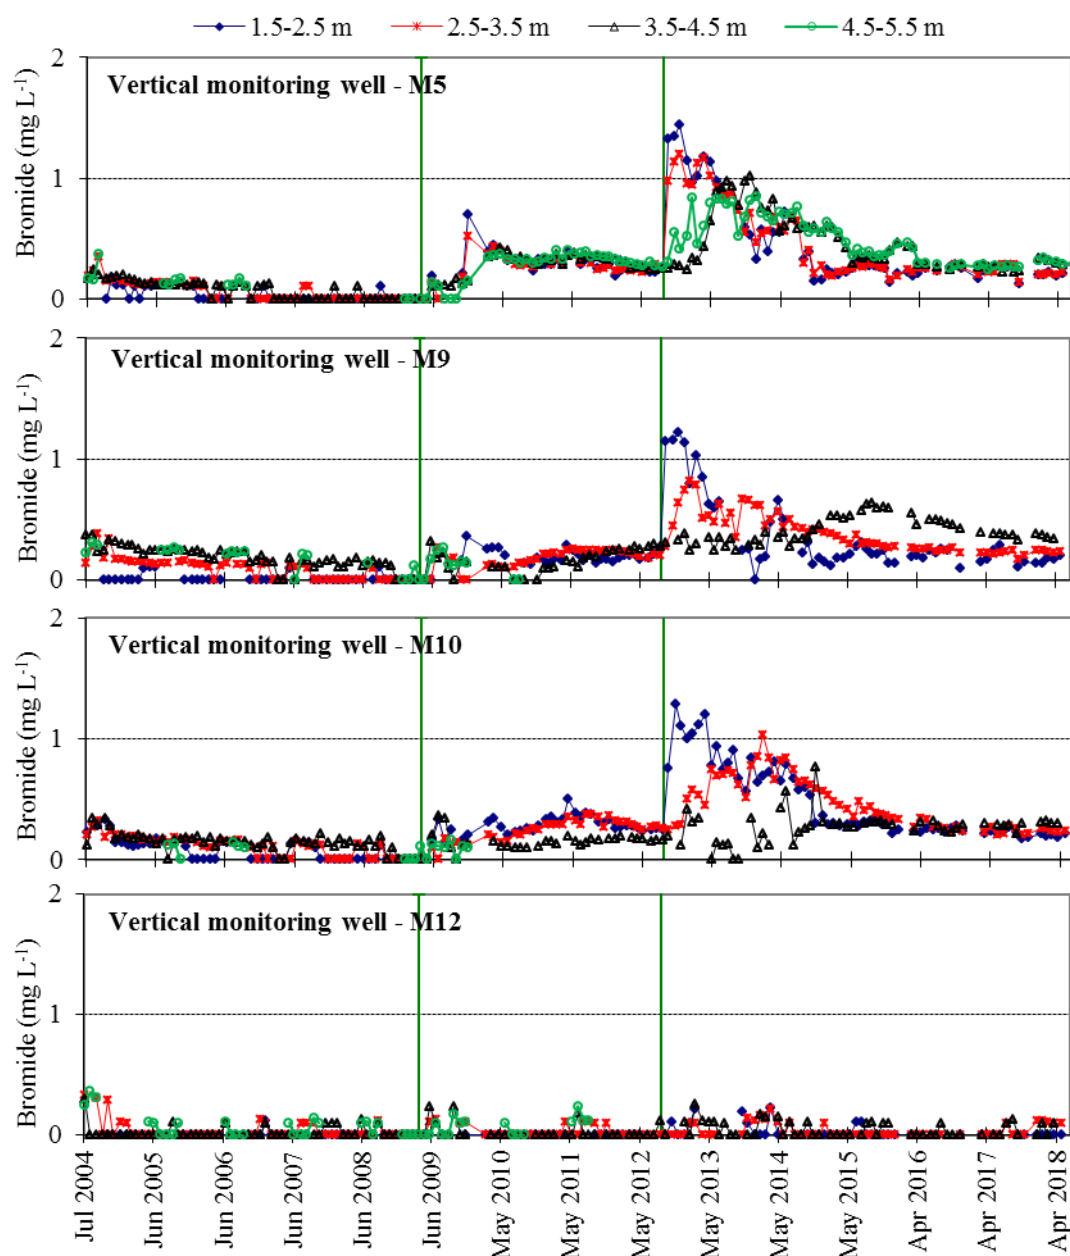 1.5-2.5 m 2.5-3.5 m 3.5-4.5 m 4.5-5.5 m
2
Vertical monitoring well - M5
Bromide (mg L-1)
1
0
2
Vertical monitoring well - M9
Bromide (mg L-1)
1
0
2
Vertical monitoring well - M10
Bromide (mg L-1)
1
0
2
Vertical monitoring well - M12
Bromide (mg L-1)
1
0
Jul 2004
Jun 2005
Jun 2006
Jun 2007
Jun 2008
Jun 2009
May 2010
May 2011
May 2012
May 2013
May 2014
May 2015
Apr 2016
Apr 2017
Apr 2018